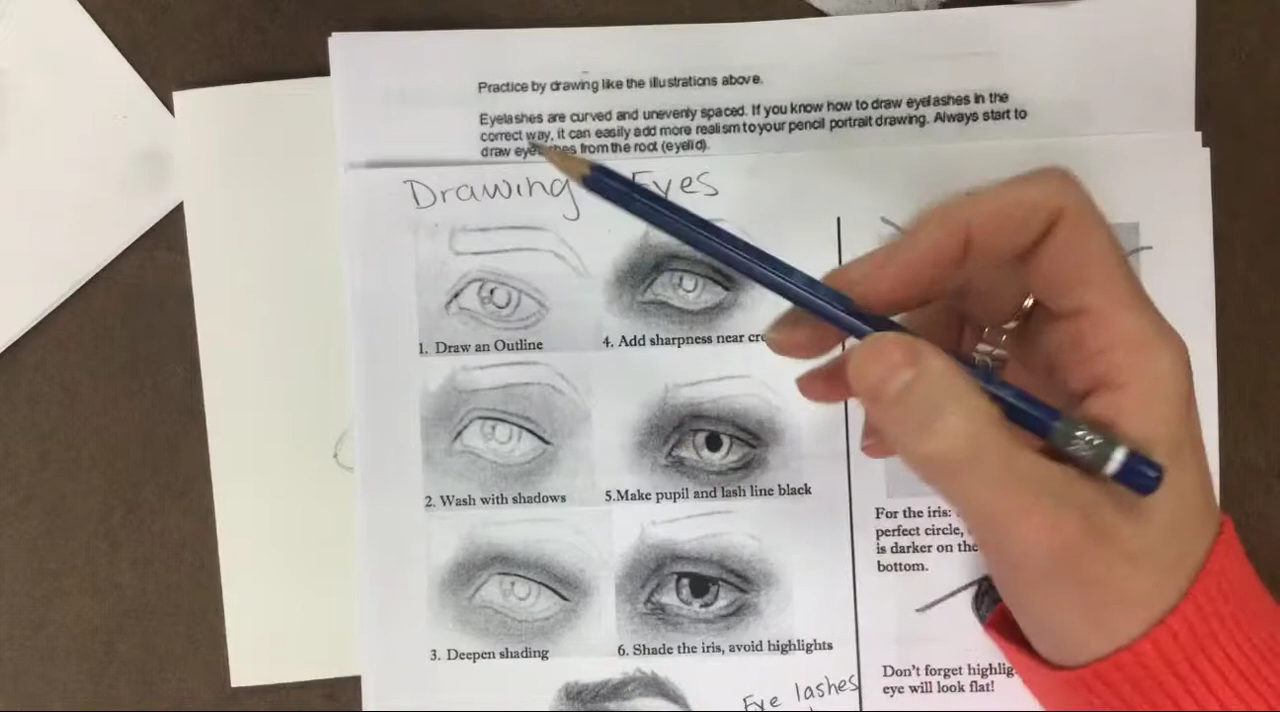 Practice by drawing like the illustrations above.
Eyelashes are curved and unevenly spaced. If you know how to draw eyelashes in the
correct way, it can easily add more realism to your pencil portrait drawing. Always start to
draw from the root (eyelid).
Drawing Eyes
1. Draw an Outline
4. Add sharpness near
2. Wash with shadows
5.Make pupil and lash line black
3. Deepen shading
6. Shade the iris, avoid highlights
For the iris:
perfect circle,
is darker on the
bottom.
Don't forget
eye will look flat!
Eye lashes